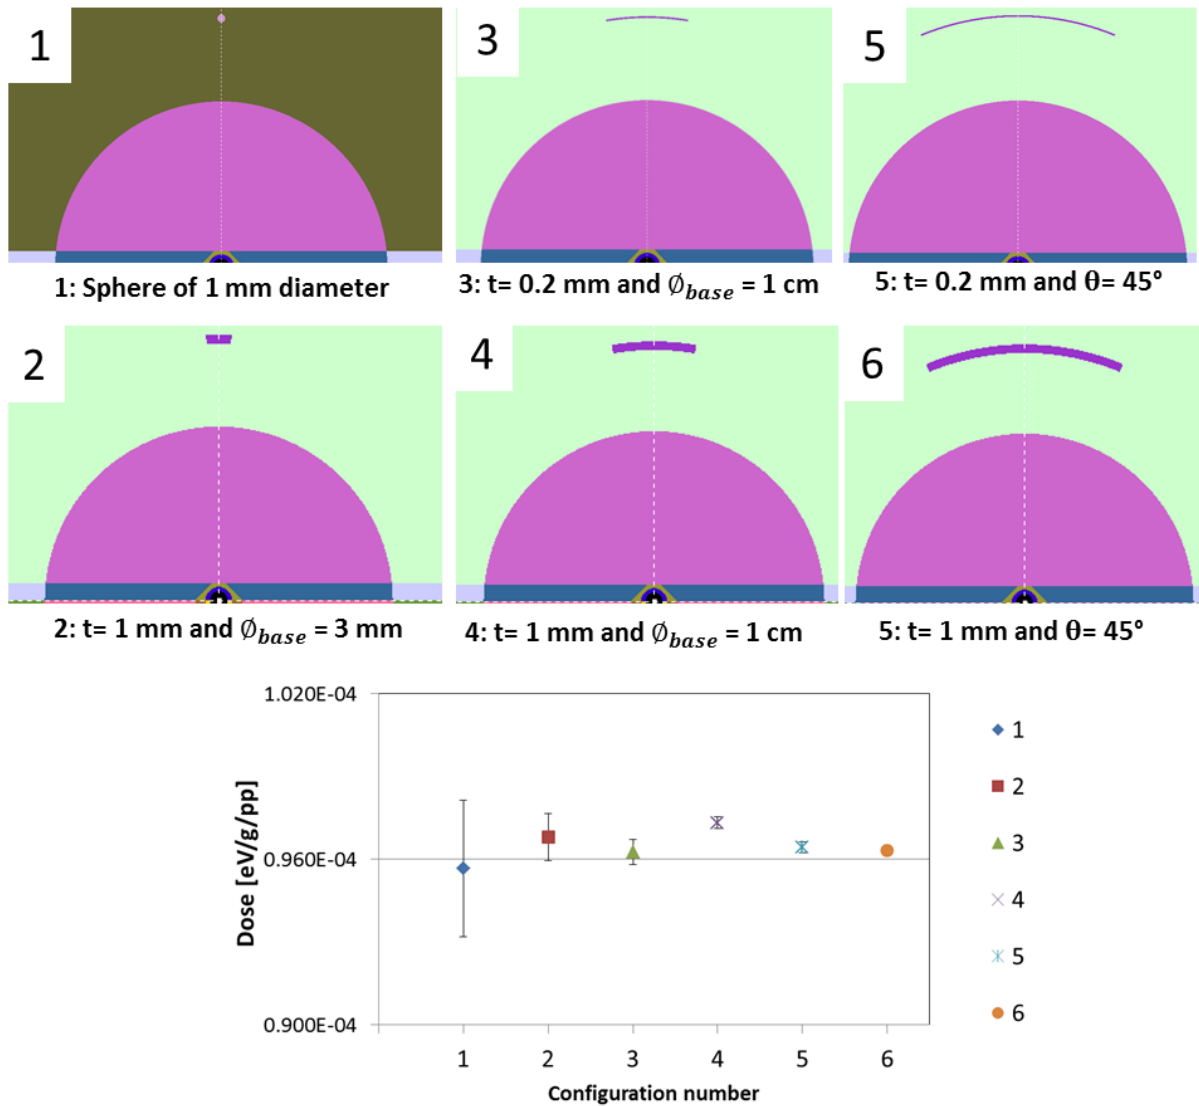 1
3
5
1: Sphere of 1 mm diameter
3: t= 0.2 mm and ∅base = 1 cm
5: t= 0.2 mm and θ= 45º
2
4
6
2: t= 1 mm and ∅base = 3 mm
4: t= 1 mm and ∅base = 1 cm
5: t= 1 mm and θ= 45º
1.020E-04
0.960E-04
0.900E-04
Dose [eV/g/pp]
1 2 3 4 5 6
Configuration number
1
2
3
4
5
6